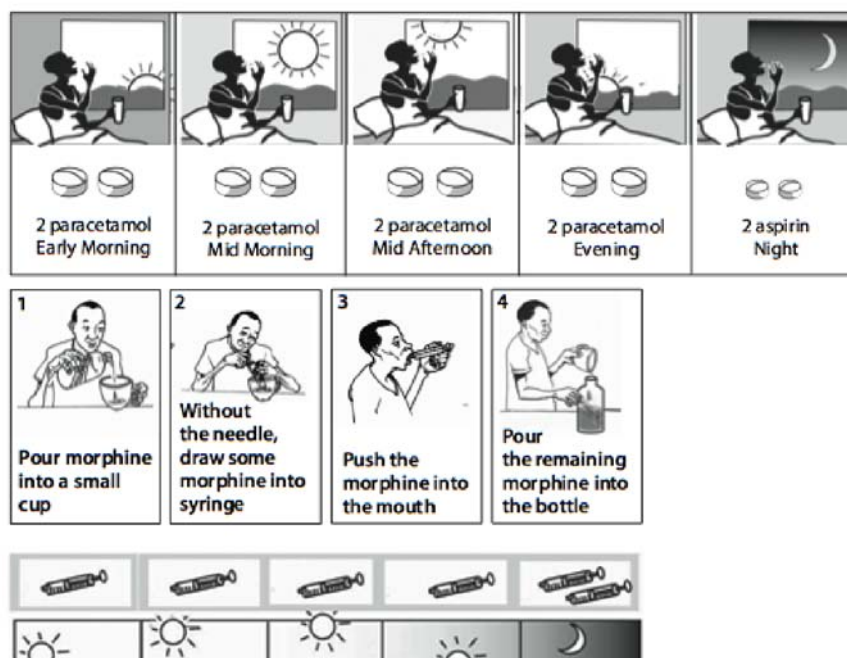 2 paracetamol
Early Morning
2 paracetamol
Mid Morning
2 paracetamol
Mid Afternoon
2 paracetamol
Evening
2 aspirin
Night
1
Pour morphine
into a small
cup
2
Without
the needle,
draw some
morphine into
syringe
3
Push the
morphine into
the mouth
4
Pour
the remaining
morphine into
the bottle